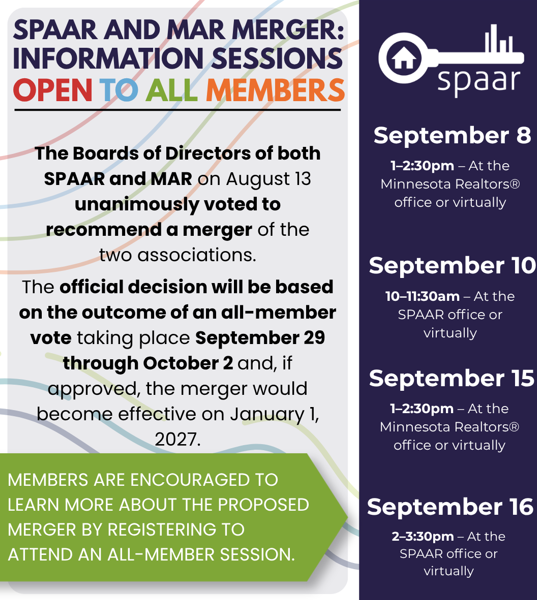 SPAAR AND MAR MERGER:
INFORMATION SESSIONS
OPEN TO ALL MEMBERS
The Boards of Directors of both
SPAAR and MAR on August 13
unanimously voted to
recommend a merger of the
two associations.
The official decision will be based
on the outcome of an all-member
vote taking place September 29
through October 2 and, if
approved, the merger would
become effective on January 1,
2027.
MEMBERS ARE ENCOURAGED TO
LEARN MORE ABOUT THE PROPOSED
MERGER BY REGISTERING TO
ATTEND AN ALL-MEMBER SESSION.
spaar
September 8
1–2:30pm – At the
Minnesota Realtors®
office or virtually
September 10
10–11:30am – At the
SPAAR office or
virtually
September 15
1–2:30pm – At the
Minnesota Realtors®
office or virtually
September 16
2–3:30pm – At the
SPAAR office or
virtually